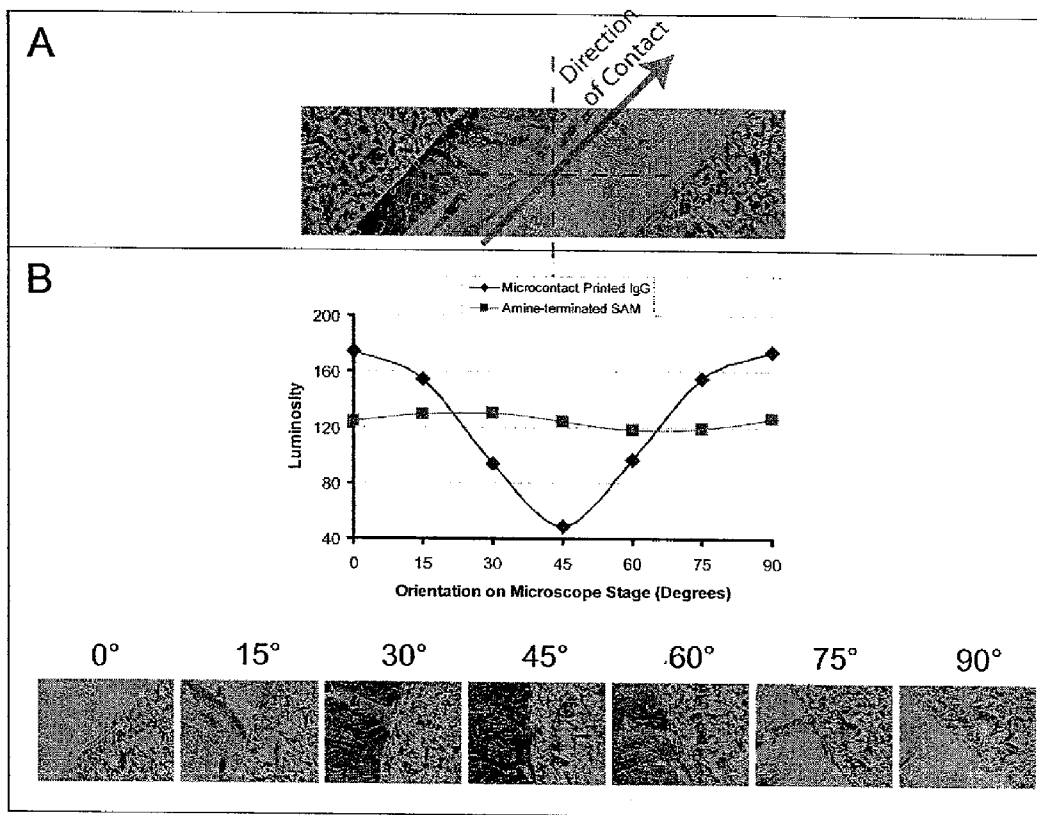 A
Direction
of Contact
B
Microcontact Printed IgG
Amine-terminated SAM
200
160
120
80
40
Luminosity
0 15 30 45 60 75 90
Orientation on Microscope Stage (Degrees)
0° 15° 30° 45° 60° 75° 90°